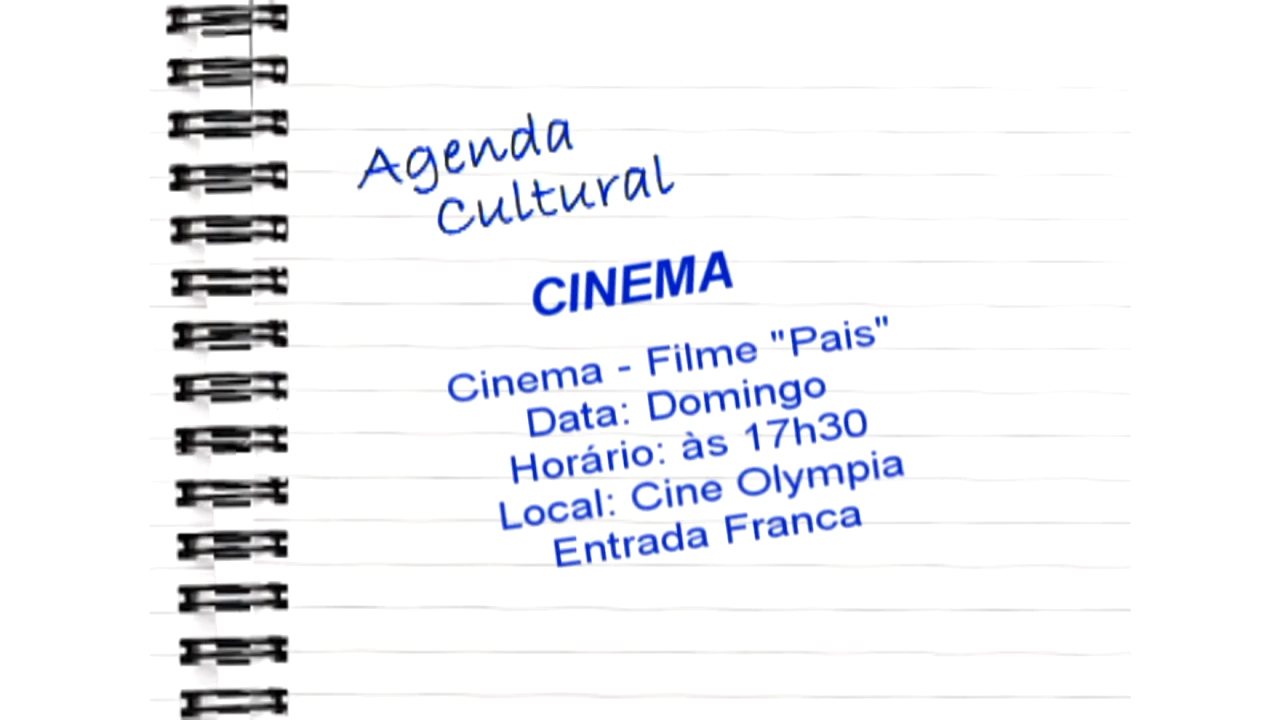 Agenda
Cultural
CINEMA
Cinema - Filme "Pais"
Data: Domingo
Horário: às 17h30
Local: Cine Olympia
Entrada Franca